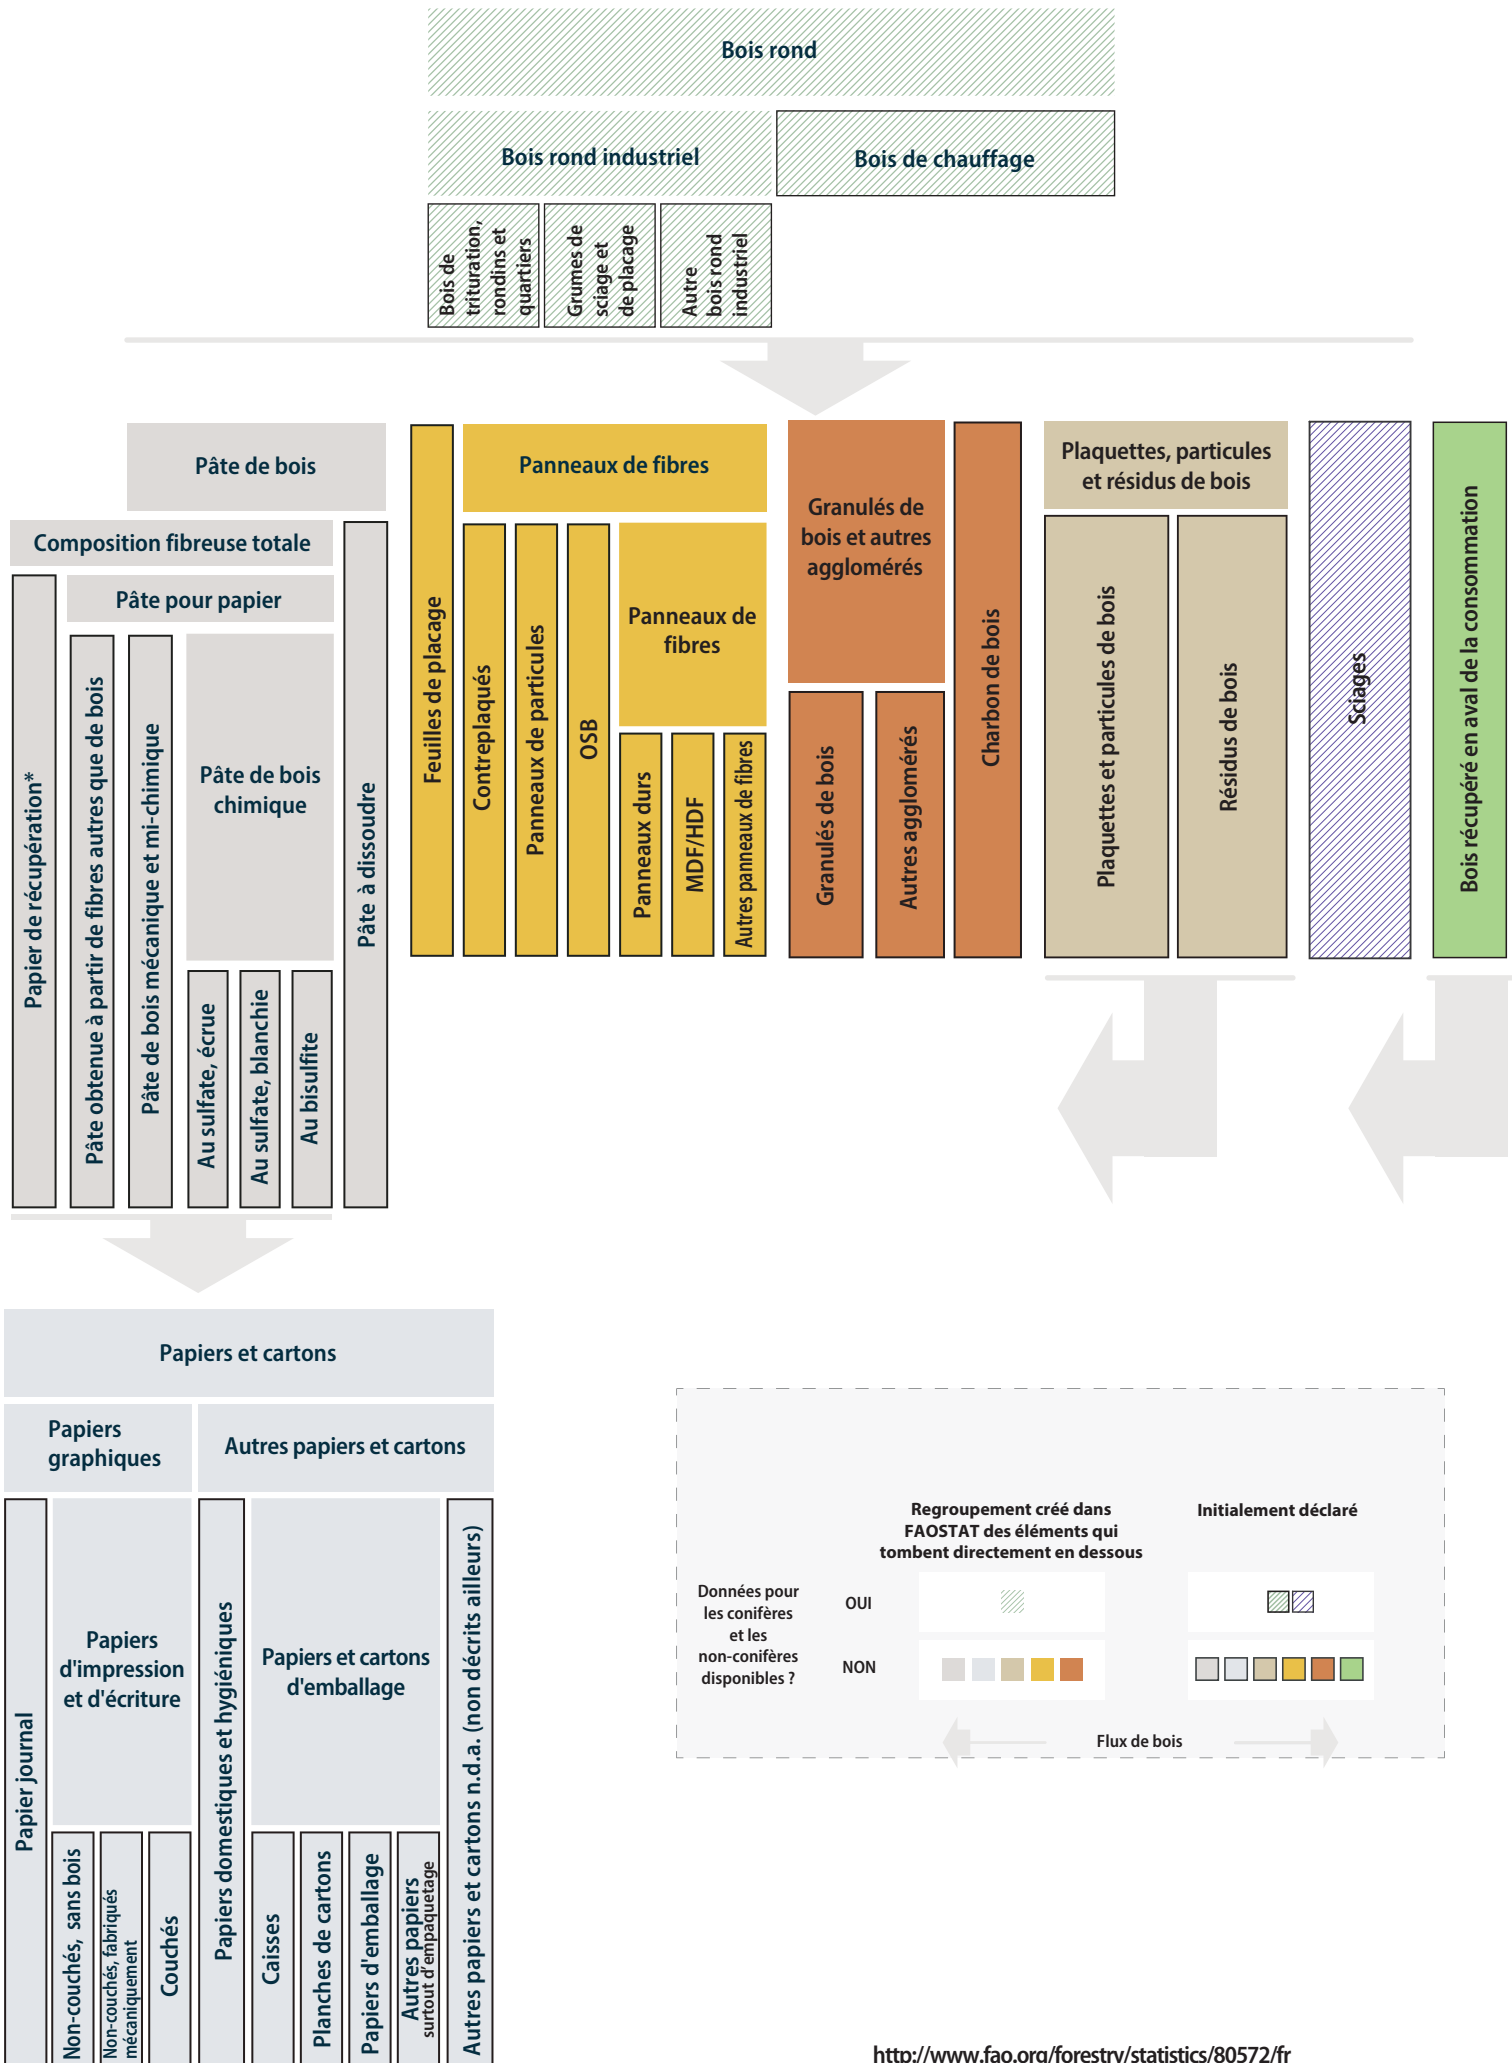 Bois rond
Bois rond industriel
Bois de chauffage
Bois de
trituration,
rondins et
quartiers
Grumes de
sciage et
de placage
Autre
bois rond
industriel
Pâte de bois
Composition fibreuse totale
Pâte pour papier
Papier de récupération*
Pâte obtenue à partir de fibres autres que de bois
Pâte de bois mécanique et mi-chimique
Pâte de bois
chimique
Au sulfate, écrue
Au sulfate, blanchie
Au bisulfite
Pâte à dissoudre
Feuilles de placage
Panneaux de fibres
Contreplaqués
Panneaux de particules
OSB
Panneaux de
fibres
Panneaux durs
MDF/HDF
Autres panneaux de fibres
Granulés de
bois et autres
agglomérés
Granulés de bois
Autres agglomérés
Charbon de bois
Plaquettes, particules
et résidus de bois
Plaquettes et particules de bois
Résidus de bois
Sciages
Bois récupéré en aval de la consommation
Papiers et cartons
Papiers
graphiques
Autres papiers et cartons
Papier journal
Papiers
d'impression
et d'écriture
Non-couchés, sans bois
Non-couchés, fabriqués
mécaniquement
Couchés
Papiers domestiques et hygiéniques
Papiers et cartons
d'emballage
Caisses
Planches de cartons
Papiers d'emballage
Autres papiers
surtout d'empaquetage
Autres papiers et cartons n.d.a. (non décrits ailleurs)
Regroupement créé dans
FAOSTAT des éléments qui
tombent directement en dessous
Initialement déclaré
Données pour
les conifères
et les
non-conifères
disponibles ?
OUI
NON
Flux de bois
http://www.fao.org/forestry/statistics/80572/fr